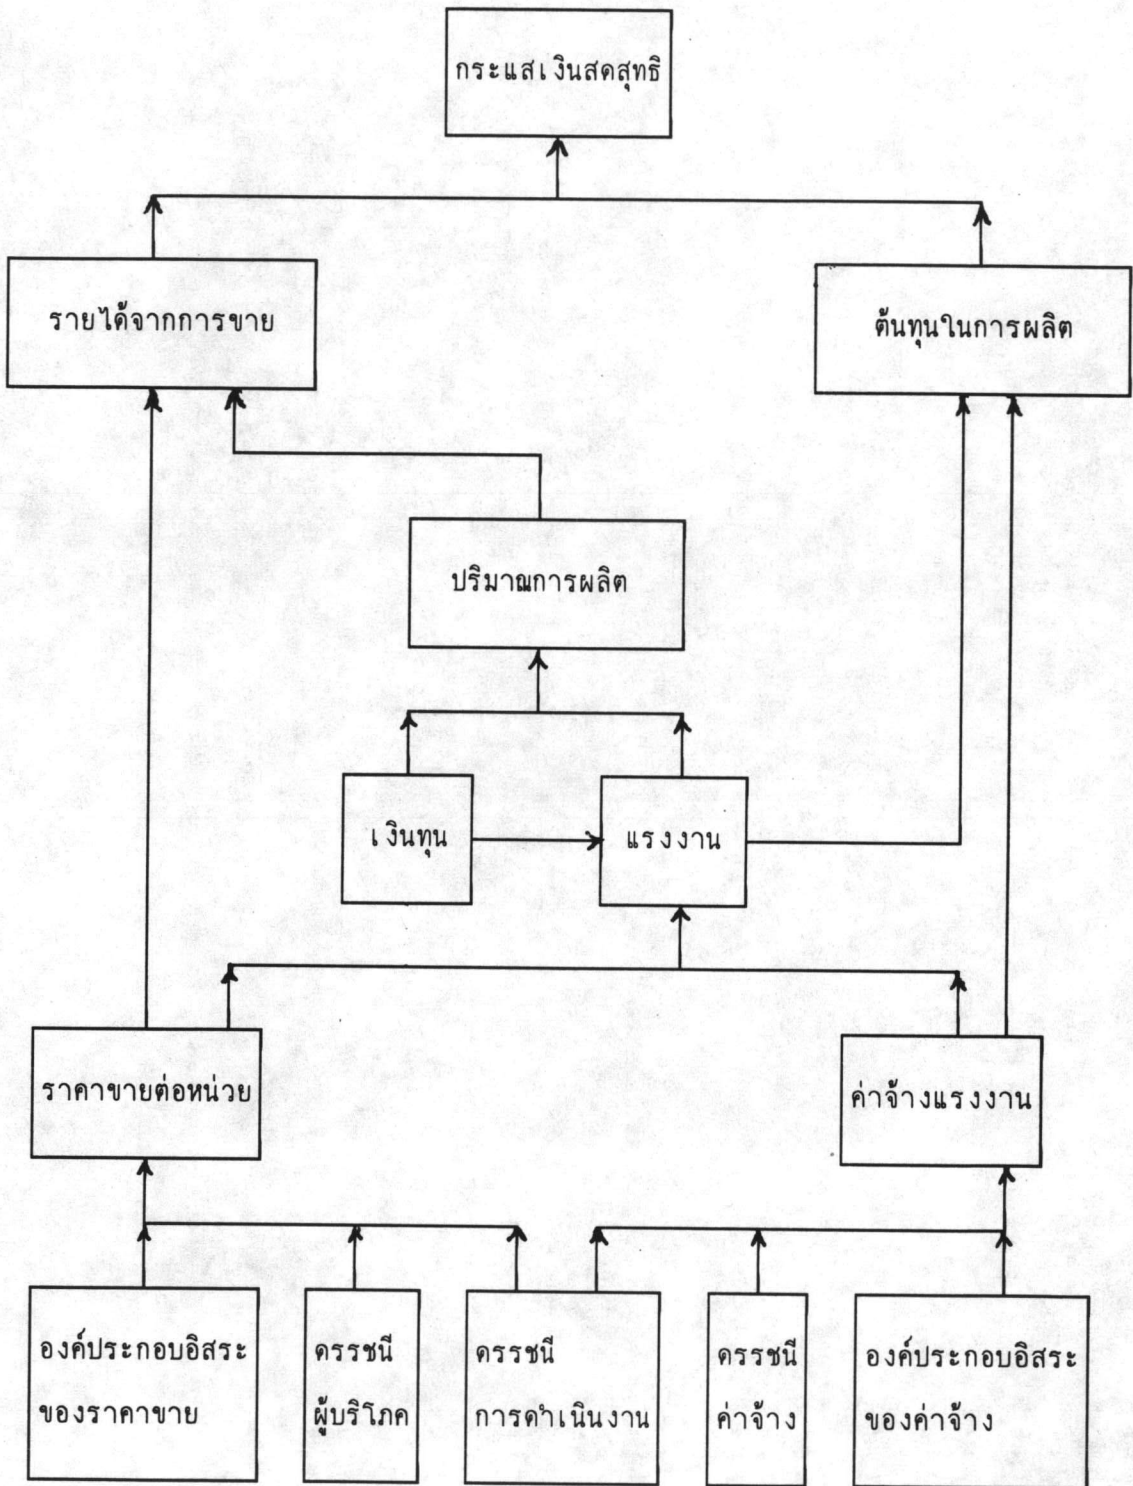 กระแสเงินสดสุทธิ
รายได้จากการขาย
ต้นทุนในการผลิต
ปริมาณการผลิต
เงินทุน
แรงงาน
ราคาขายต่อหน่วย
ค่าจ้างแรงงาน
องค์ประกอบอิสระ
ของราคาขาย
ดรรชนี
ผู้บริโภค
ดรรชนี
การดำเนินงาน
ดรรชนี
ค่าจ้าง
องค์ประกอบอิสระ
ของค่าจ้าง